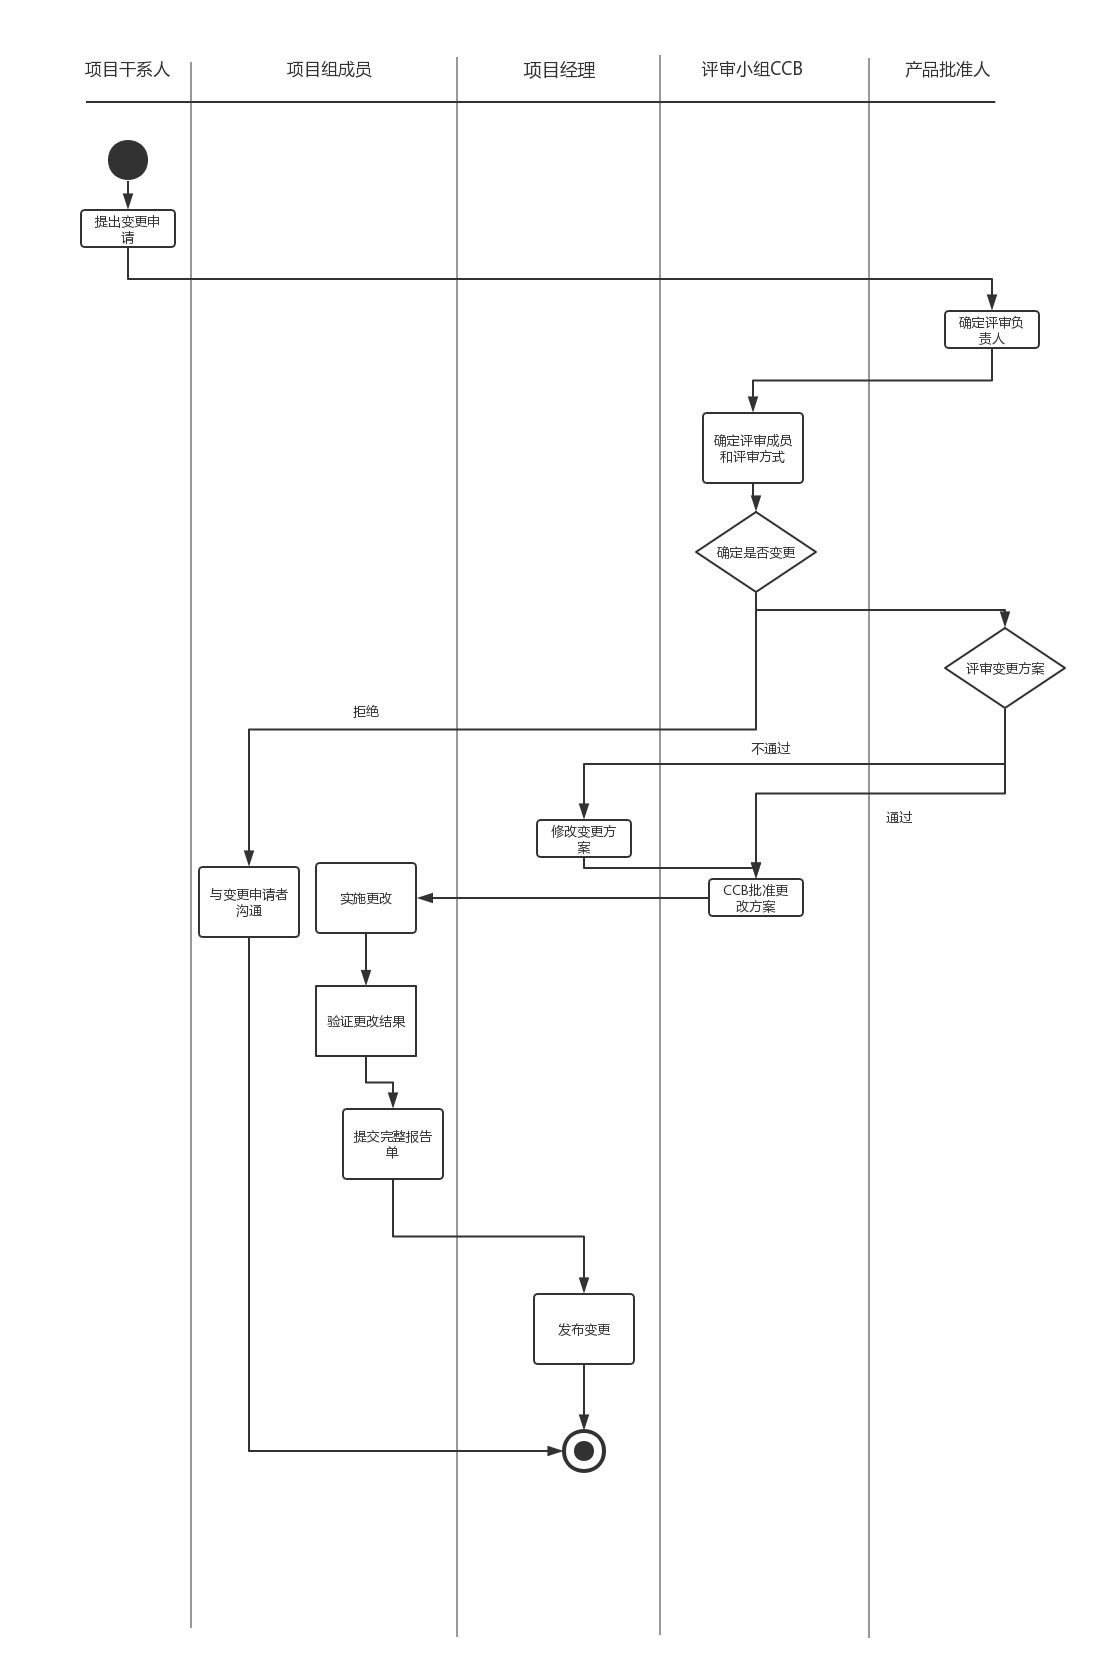 项目干系人
项目组成员
项目经理
评审小组CCB
产品批准人
提出变更申
请
确定评审负
责人
确定评审成员
和评审方式
确定是否变更
评审变更方案
拒绝
不通过
通过
修改变更方
案
与变更申请者
沟通
实施更改
CCB批准更
改方案
验证更改结果
提交完整报告
单
发布变更